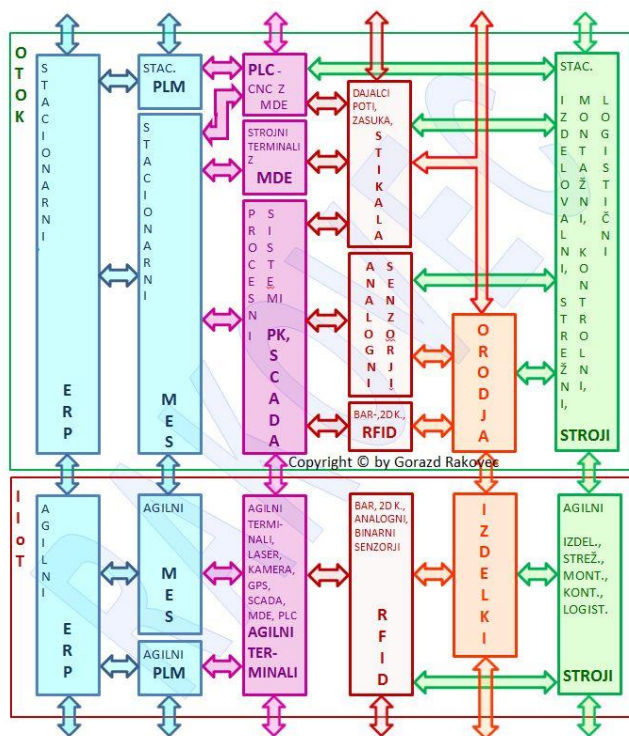 OTOK
STACIONARNI
ERP
STAC.
PLM
STACIONARNI
MES
PLC -
CNC Z
MDE
STROJNI
TERMINALI
Z
MDE
PROCESNI
SISTEMI
PK,
SCADA
DAJALCI
POTI,
ZASUKA,
STIKALA
ANALOGNI
SENZORJI
BAR-,2D K.,
RFID
ORODJA
STAC.
IZDELOVALNI, STREŽNI,
MONTAŽNI, KONTROLNI,
LOGISTIČNI
STROJI
Copyright © by Gorazd Rakovec
IIoT
AGILNI
ERP
AGILNI
MES
AGILNI
PLM
AGILNI
TERMI-
NALI,
LASER,
KAMERA,
GPS,
SCADA,
MDE, PLC
AGILNI
TER-
MINALI
BAR, 2D K.,
ANALOGNI,
BINARNI
SENZORJI
RFID
IZDELKI
AGILNI
IZDEL.,
STREŽ.,
MONT.,
KONT.,
LOGIST.
STROJI
RAKOVEC